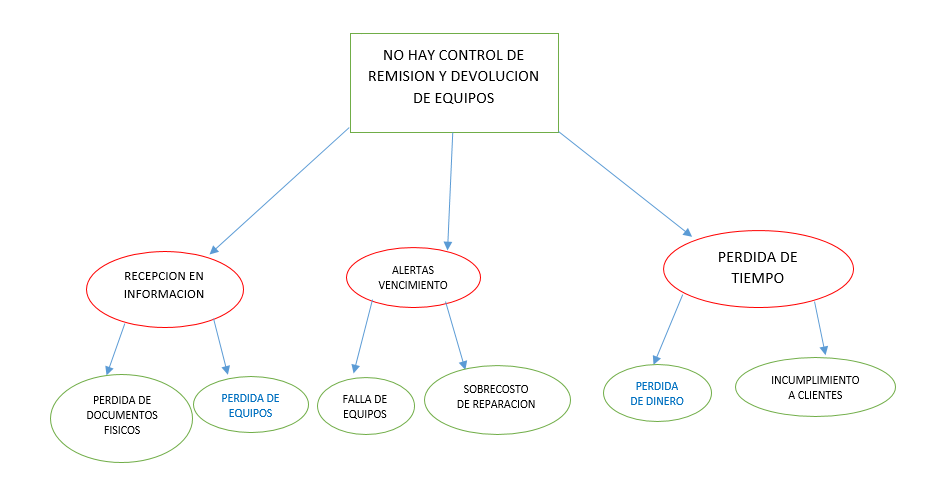 NO HAY CONTROL DE
REMISION Y DEVOLUCION
DE EQUIPOS
RECEPCION EN
INFORMACION
ALERTAS
VENCIMIENTO
PERDIDA DE
TIEMPO
PERDIDA DE
DOCUMENTOS
FISICOS
PERDIDA DE
EQUIPOS
FALLA DE
EQUIPOS
SOBRECOSTO
DE REPARACION
PERDIDA
DE DINERO
INCUMPLIMIENTO
A CLIENTES